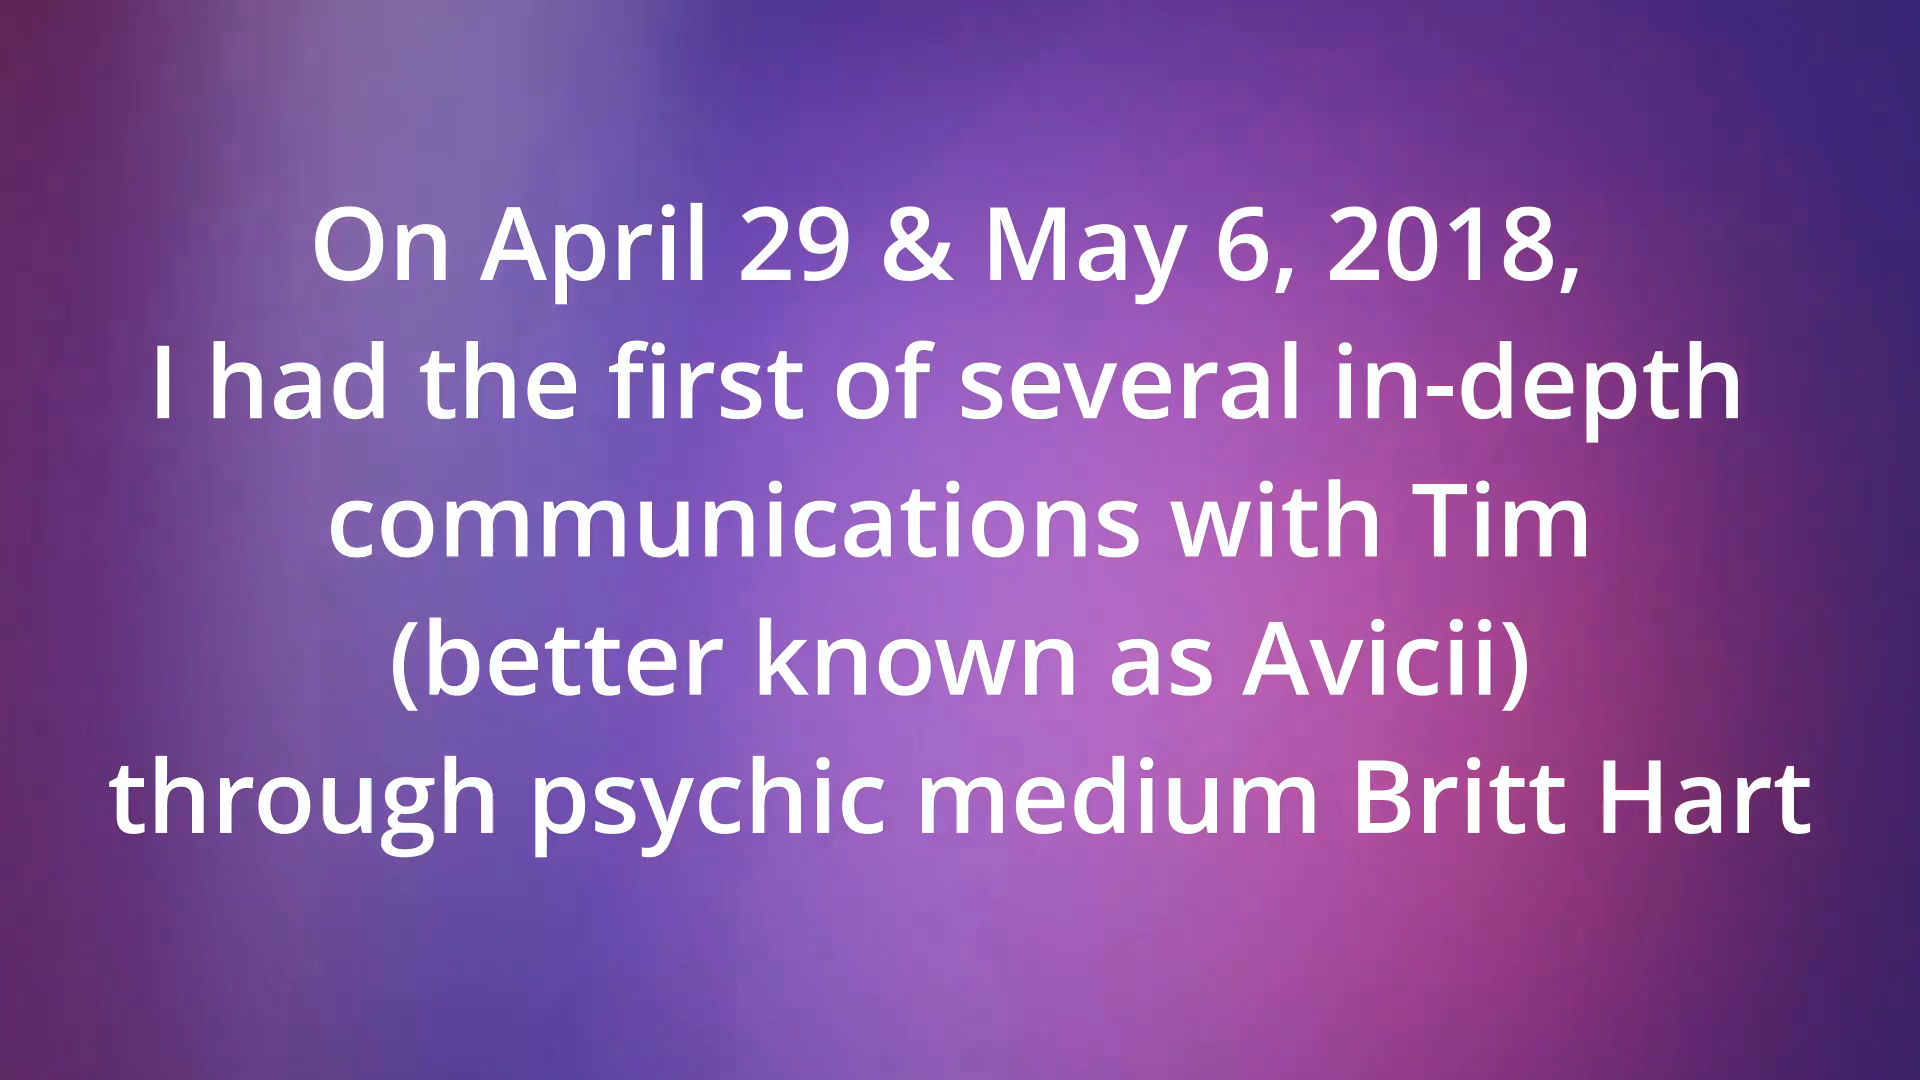 On April 29 & May 6, 2018,
I had the first of several in-depth
communications with Tim
(better known as Avicii)
through psychic medium Britt Hart